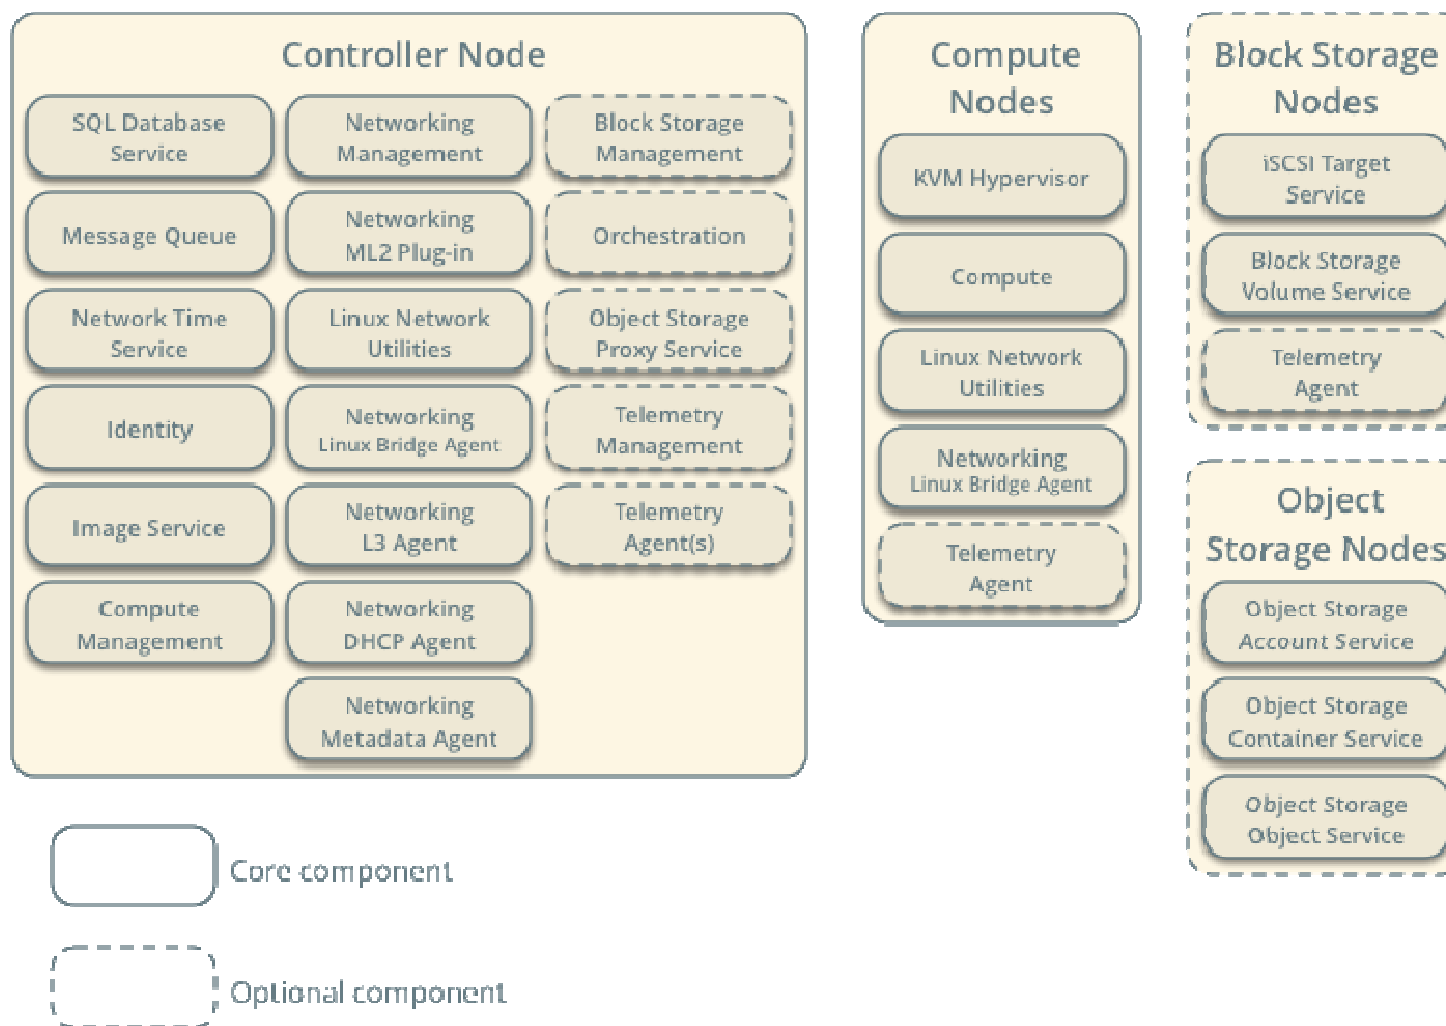 Controller Node
SQL Database
Service
Message Queue
Network Time
Service
Identity
Image Service
Compute
Management
Networking
Management
Networking
ML2 Plug-in
Linux Network
Utilities
Networking
Linux Bridge Agent
Networking
L3 Agent
Networking
DHCP Agent
Networking
Metadata Agent
Block Storage
Management
Orchestration
Object Storage
Proxy Service
Telemetry
Management
Telemetry
Agent(s)
Compute
Nodes
KVM Hypervisor
Compute
Linux Network
Utilities
Networking
Linux Bridge Agent
Telemetry
Agent
Block Storage
Nodes
iSCSI Target
Service
Block Storage
Volume Service
Telemetry
Agent
Object
Storage Nodes
Object Storage
Account Service
Object Storage
Container Service
Object Storage
Object Service
Core component
Optional component